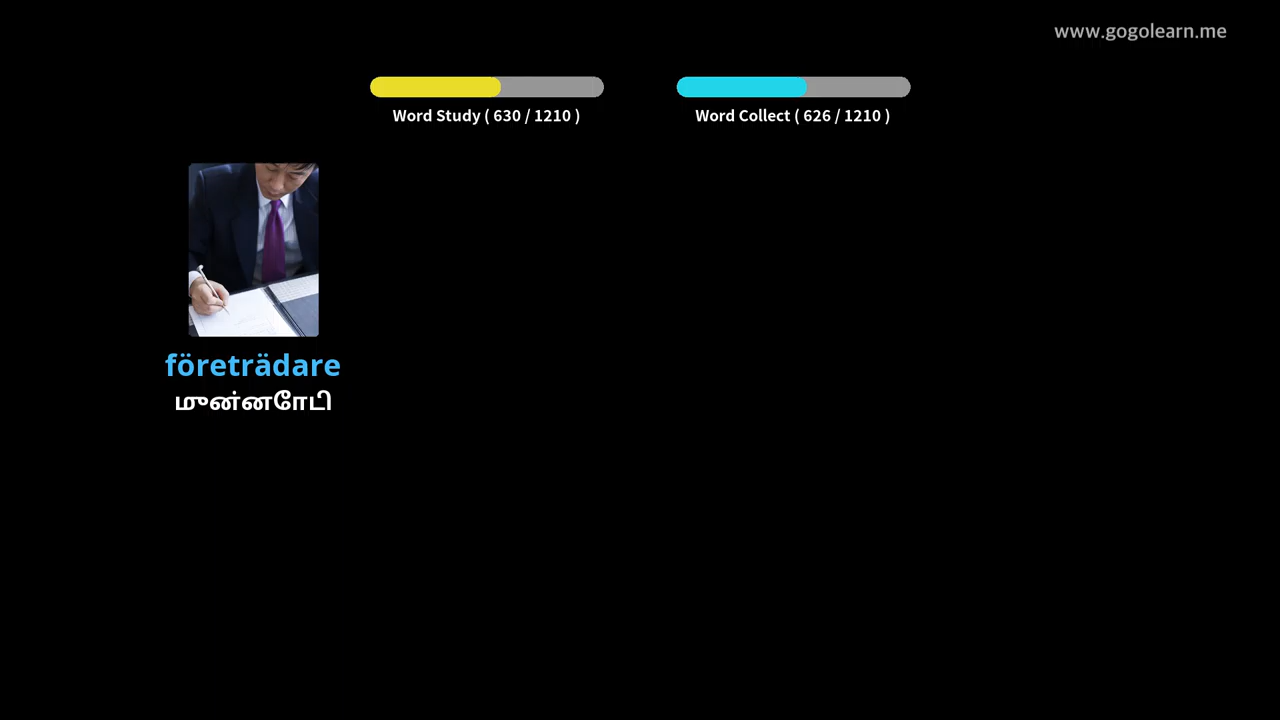 www.gogolearn.me
Word Study ( 630 / 1210 )
Word Collect ( 626 / 1210 )
företrädare
முன்னோடி